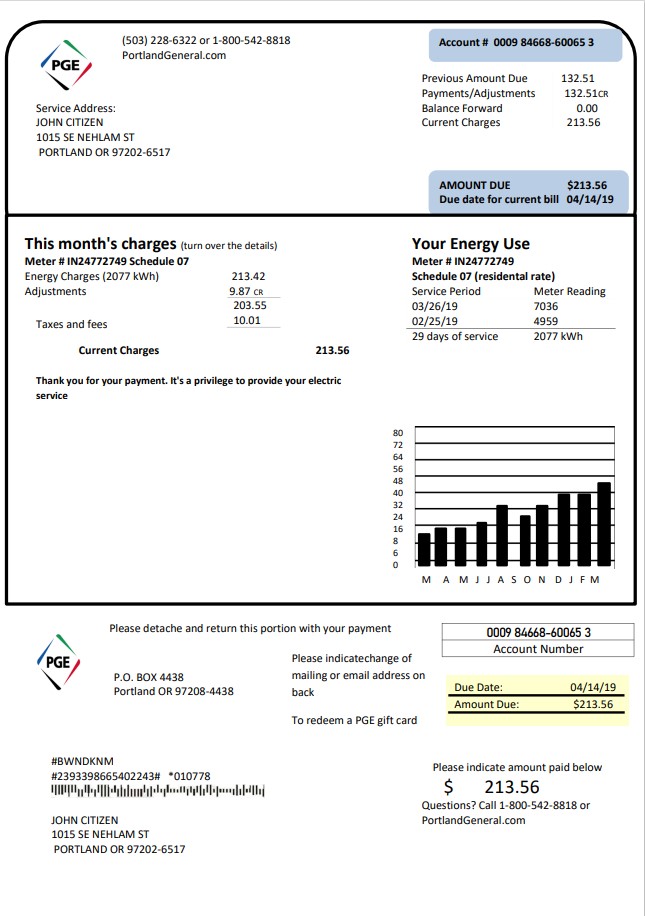 PGE
(503) 228-6322 or 1-800-542-8818
PortlandGeneral.com
Service Address:
JOHN CITIZEN
1015 SE NEHLAM ST
PORTLAND OR 97202-6517
Account # 0009 84668-60065 3
Previous Amount Due 132.51
Payments/Adjustments 132.51CR
Balance Forward 0.00
Current Charges 213.56
AMOUNT DUE $213.56
Due date for current bill 04/14/19
This month's charges (turn over the details)
Meter # IN24772749 Schedule 07
Energy Charges (2077 kWh) 213.42
Adjustments 9.87 CR
203.55
Taxes and fees 10.01
Current Charges 213.56
Thank you for your payment. It's a privilege to provide your electric
service
Your Energy Use
Meter # IN24772749
Schedule 07 (residental rate)
Service Period Meter Reading
03/26/19 7036
02/25/19 4959
29 days of service 2077 kWh
80
72
64
56
48
40
32
24
16
8
6
0
M A M J J A S O N D J F M
Please detache and return this portion with your payment
PGE
P.O. BOX 4438
Portland OR 97208-4438
Please indicatechange of
mailing or email address on
back
To redeem a PGE gift card
0009 84668-60065 3
Account Number
Due Date: 04/14/19
Amount Due: $213.56
#BWNDKNM
#2393398665402243# *010778
JOHN CITIZEN
1015 SE NEHLAM ST
PORTLAND OR 97202-6517
Please indicate amount paid below
$ 213.56
Questions? Call 1-800-542-8818 or
PortlandGeneral.com